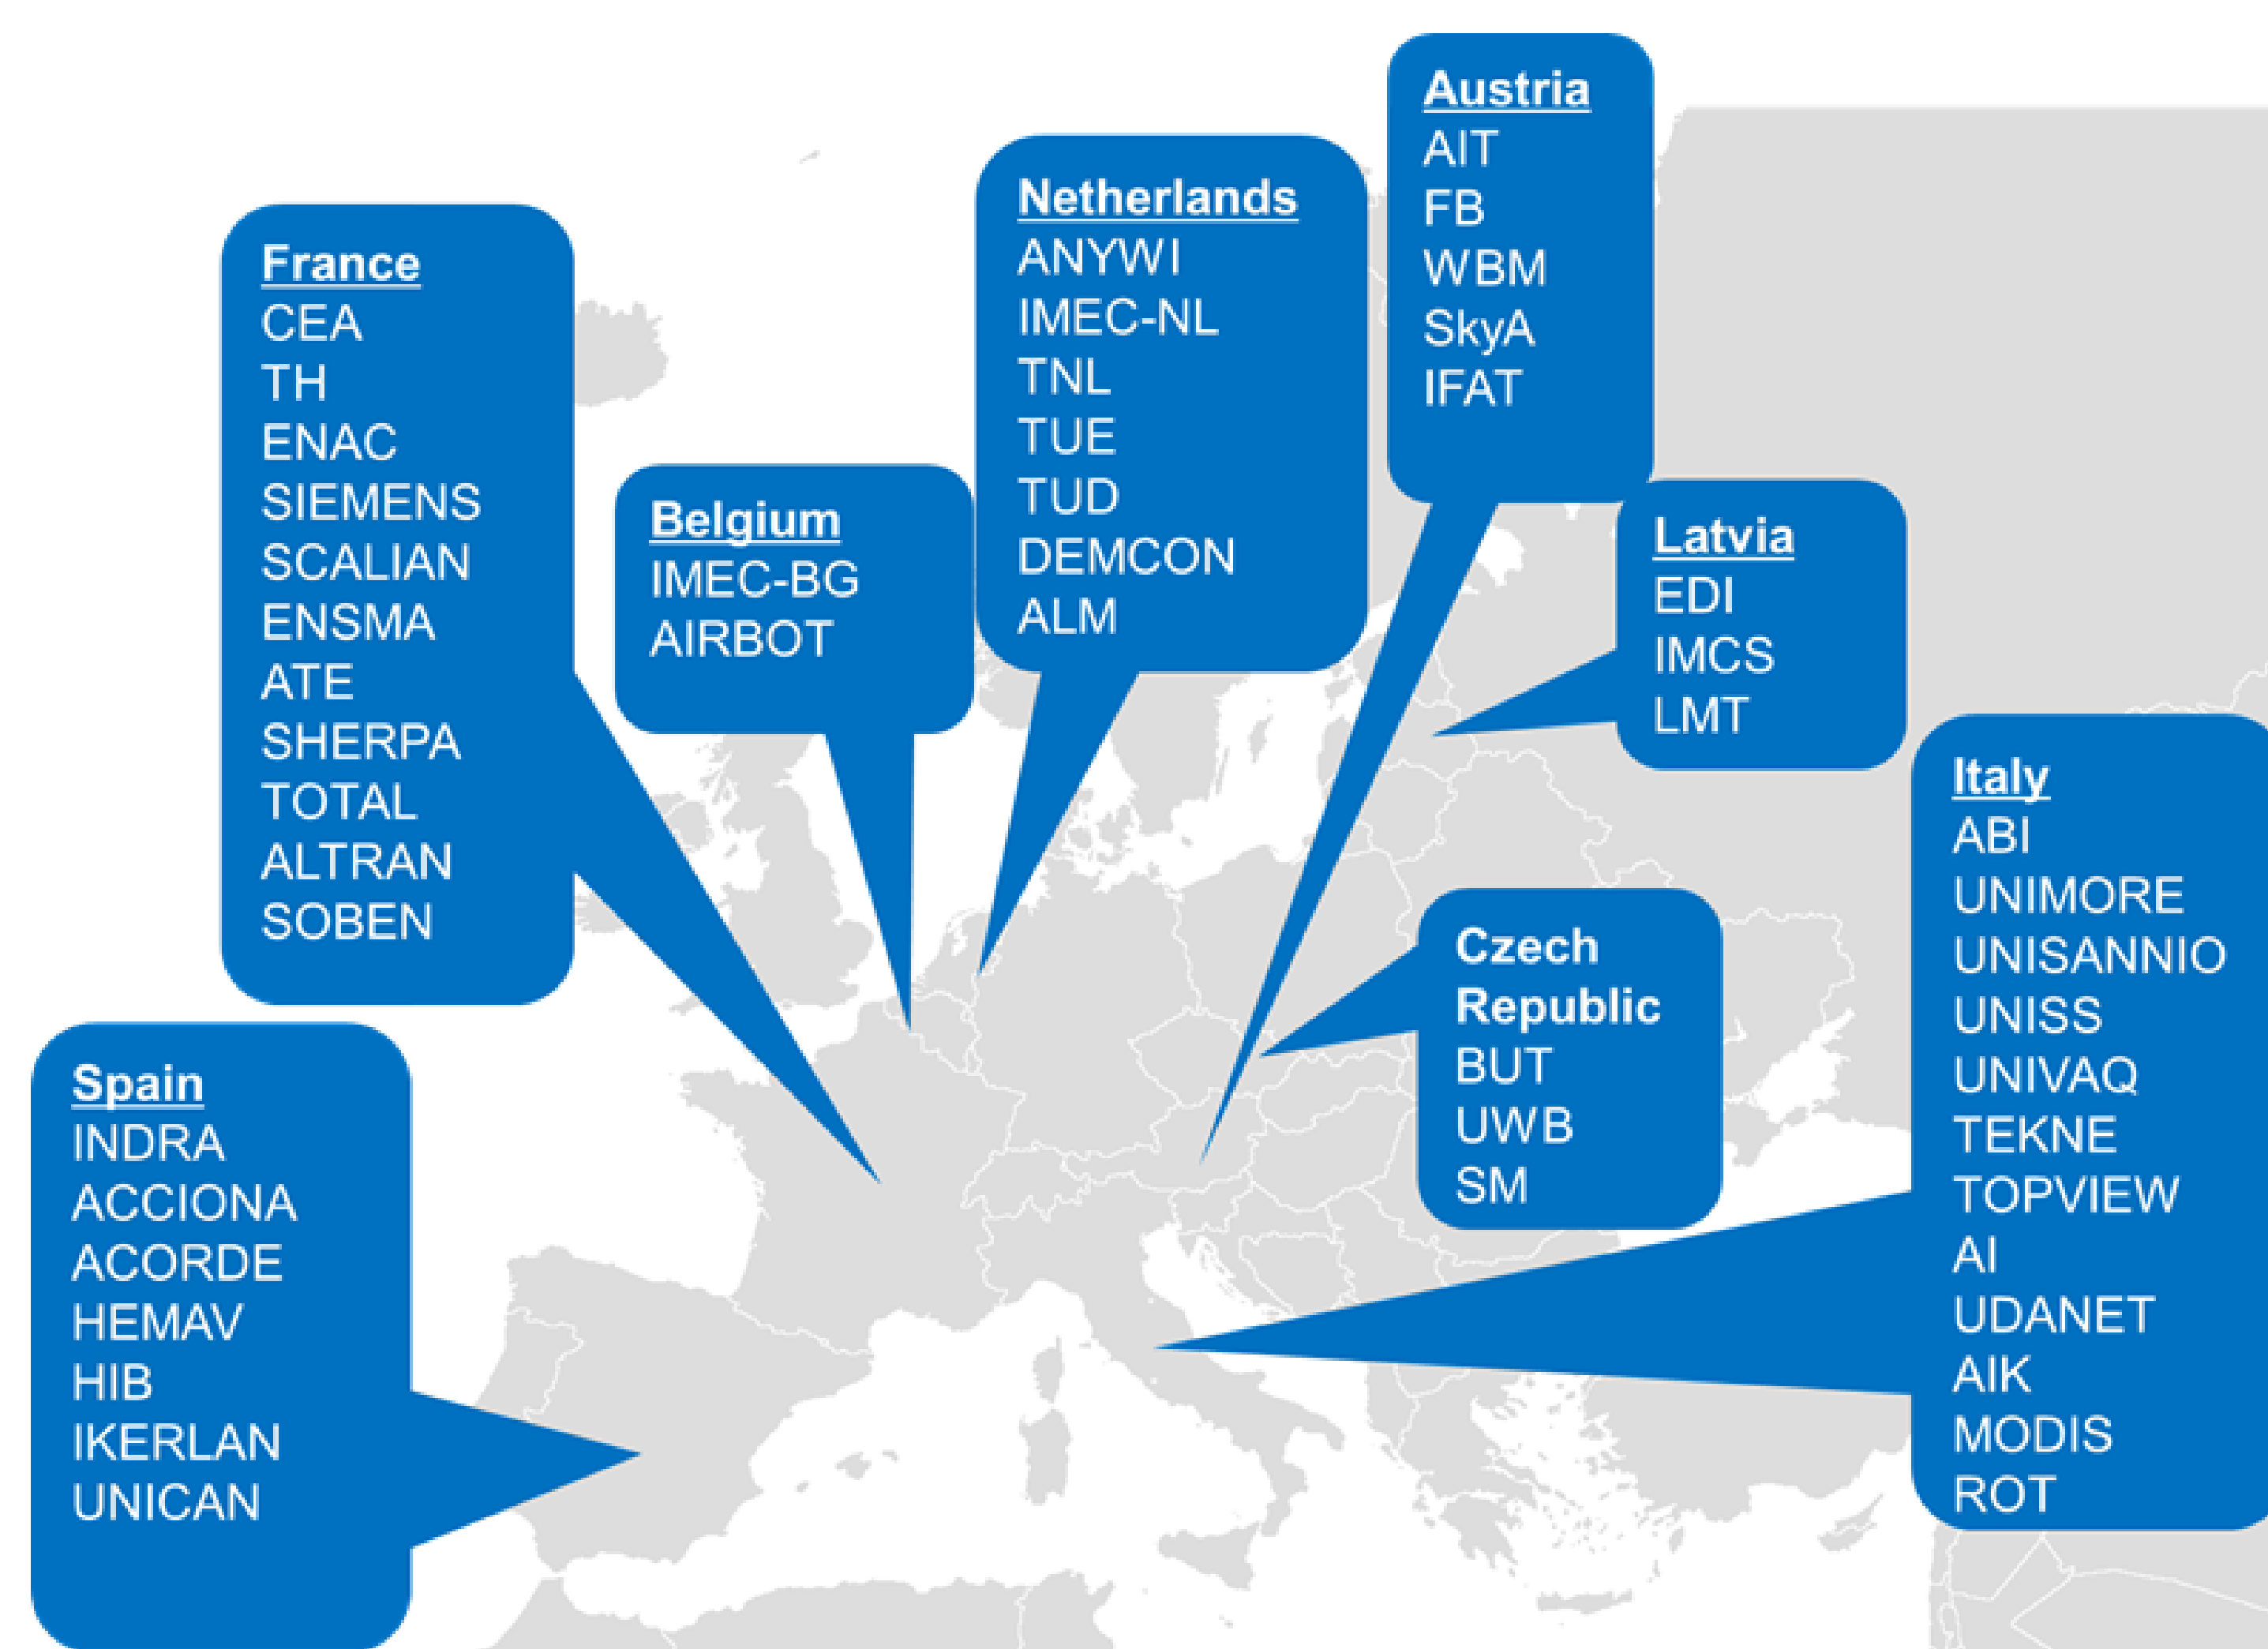 France
CEA
TH
ENAC
SIEMENS
SCALIAN
ENSMA
ATE
SHERPA
TOTAL
ALTRAN
SOBEN
Spain
INDRA
ACCIONA
ACORDE
HEMAV
HIB
IKERLAN
UNICAN
Belgium
IMEC-BG
AIRBOT
Netherlands
ANYWI
IMEC-NL
TNL
TUE
TUD
DEMCON
ALM
Austria
AIT
FB
WBM
SkyA
IFAT
Latvia
EDI
IMCS
LMT
Czech
Republic
BUT
UWB
SM
Italy
ABI
UNIMORE
UNISANNIO
UNISS
UNIVAQ
TEKNE
TOPVIEW
AI
UDANET
AIK
MODIS
ROT